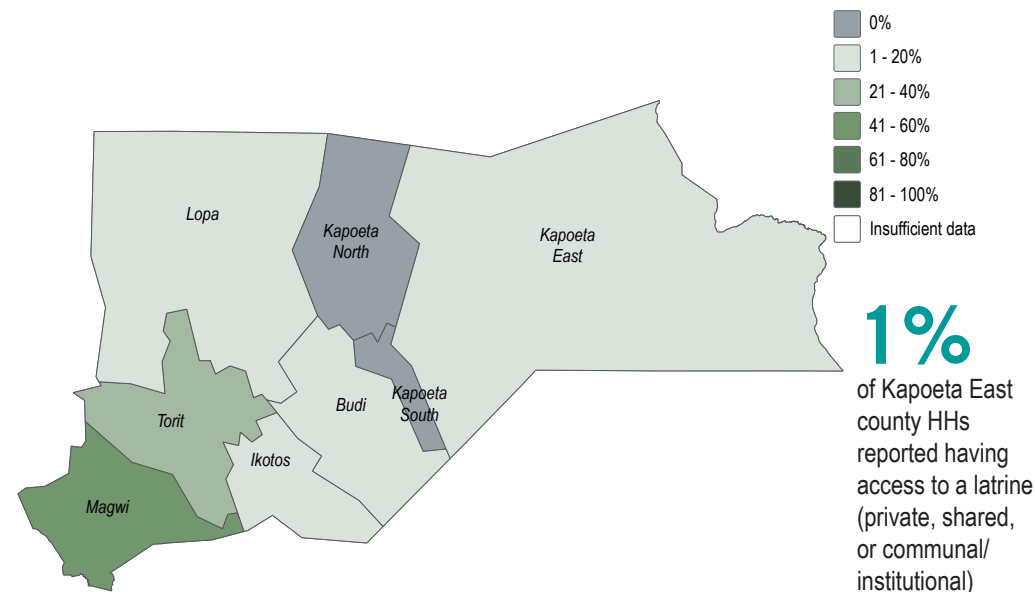 0%
1 - 20%
21 - 40%
41 - 60%
61 - 80%
81 - 100%
Insufficient data
Lopa
Kapoeta
North
Kapoeta
East
Kapoeta
South
Budi
Torit
Ikotos
Magwi
1%
of Kapoeta East
county HHs
reported having
access to a latrine
(private, shared,
or communal/
institutional)